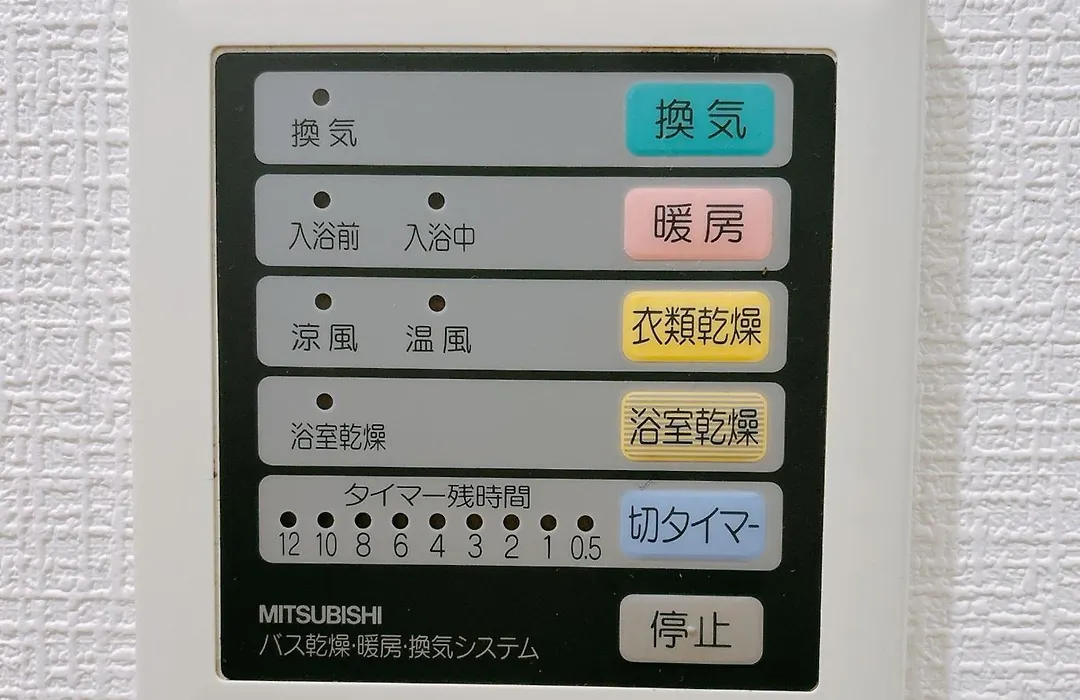 換気
換気
入浴前 入浴中
暖房
涼風 温風
衣類乾燥
浴室乾燥
浴室乾燥
タイマー残時間
12 10 8 6 4 3 2 1 0.5
切タイマー
MITSUBISHI
バス乾燥・暖房・換気システム
停止